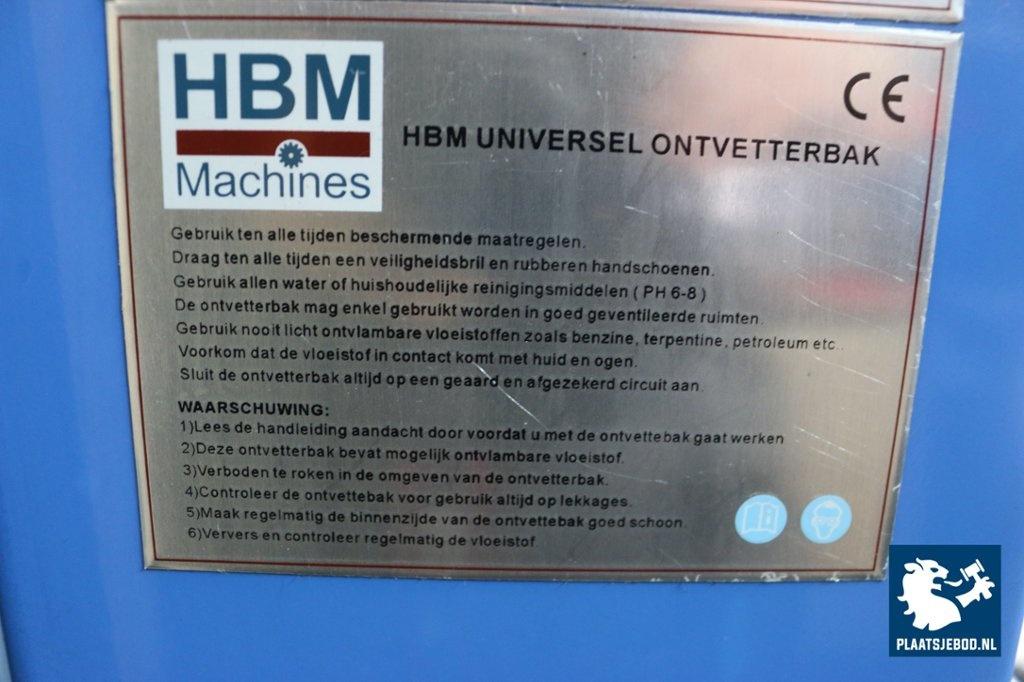 HBM
Machines
CE
HBM UNIVERSEL ONTVETTERBAK
Gebruik ten alle tijden beschermende maatregelen.
Draag ten alle tijden een veiligheidsbril en rubberen handschoenen.
Gebruik allen water of huishoudelijke reinigingsmiddelen ( PH 6-8 )
De ontvetterbak mag enkel gebruikt worden in goed geventileerde ruimten.
Gebruik nooit licht ontvlambare vloeistoffen zoals benzine, terpentine, petroleum etc..
Voorkom dat de vloeistof in contact komt met huid en ogen.
Sluit de ontvetterbak altijd op een geaard en afgezekerd circuit aan.
WAARSCHUWING:
1)Lees de handleiding aandacht door voordat u met de ontvettebak gaat werken
2)Deze ontvetterbak bevat mogelijk ontvlambare vloeistof.
3)Verboden te roken in de omgeven van de ontvetterbak.
4)Controleer de ontvettebak voor gebruik altijd op lekkages.
5)Maak regelmatig de binnenzijde van de ontvettebak goed schoon.
6)Ververs en controleer regelmatig de vloeistof.
PLAATSJEBOD.NL